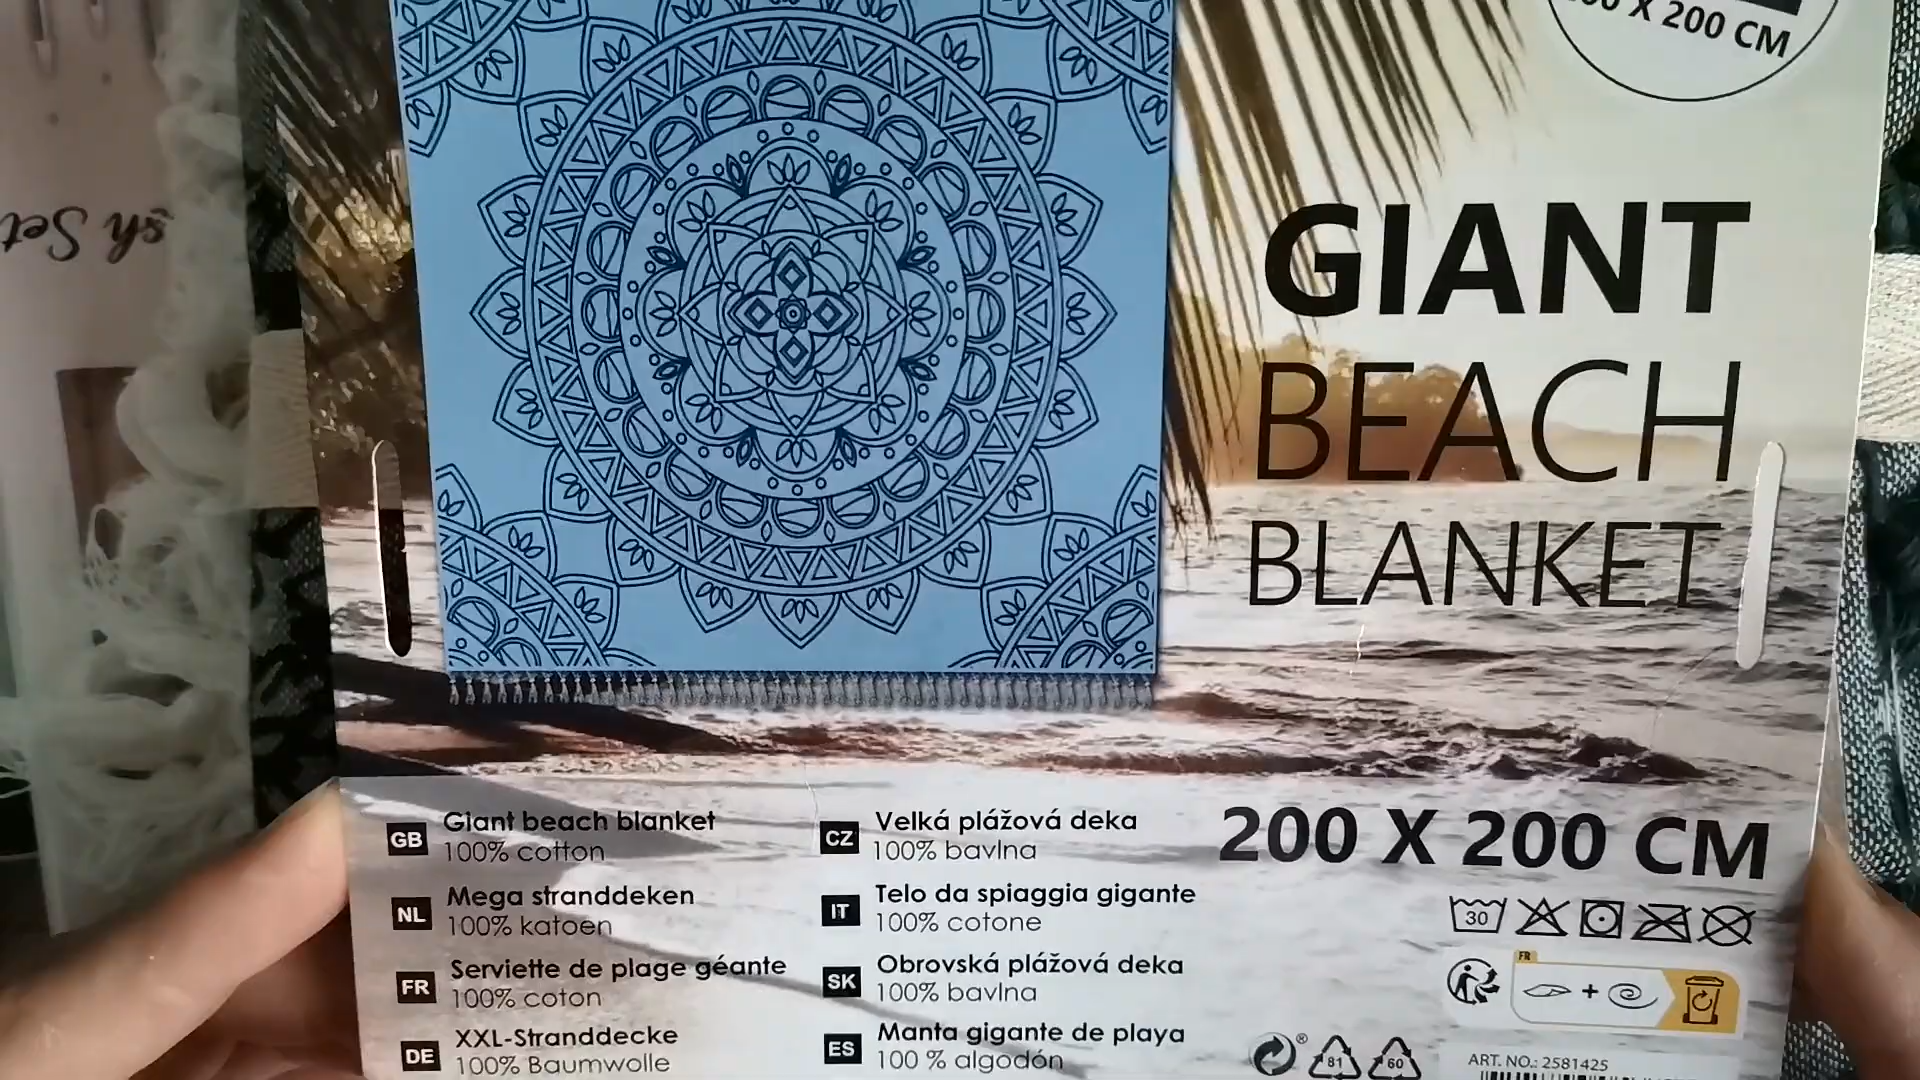 X 200 CM
Set
GIANT
BEACH
BLANKET
200 X 200 CM
GB Giant beach blanket
100% cotton
NL Mega stranddeken
100% katoen
FR Serviette de plage géante
100% coton
DE XXL-Stranddecke
100% Baumwolle
CZ Velká plážová deka
100% bavlna
IT Telo da spiaggia gigante
100% cotone
SK Obrovská plážová deka
100% bavlna
ES Manta gigante de playa
100 % algodón
30
FR
+
®
81
60
ART. NO.: 2581425